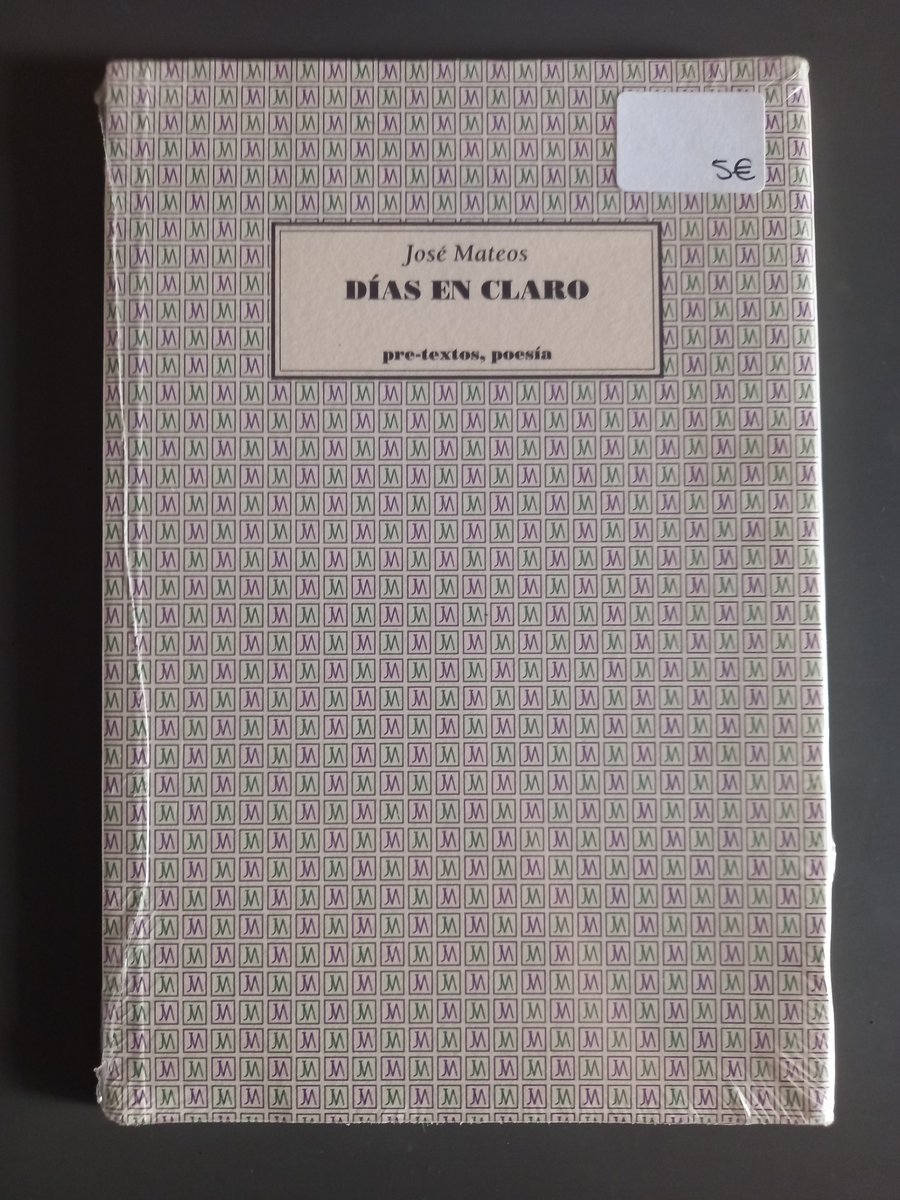 5€
José Mateos
DÍAS EN CLARO
pre-textos, poesía